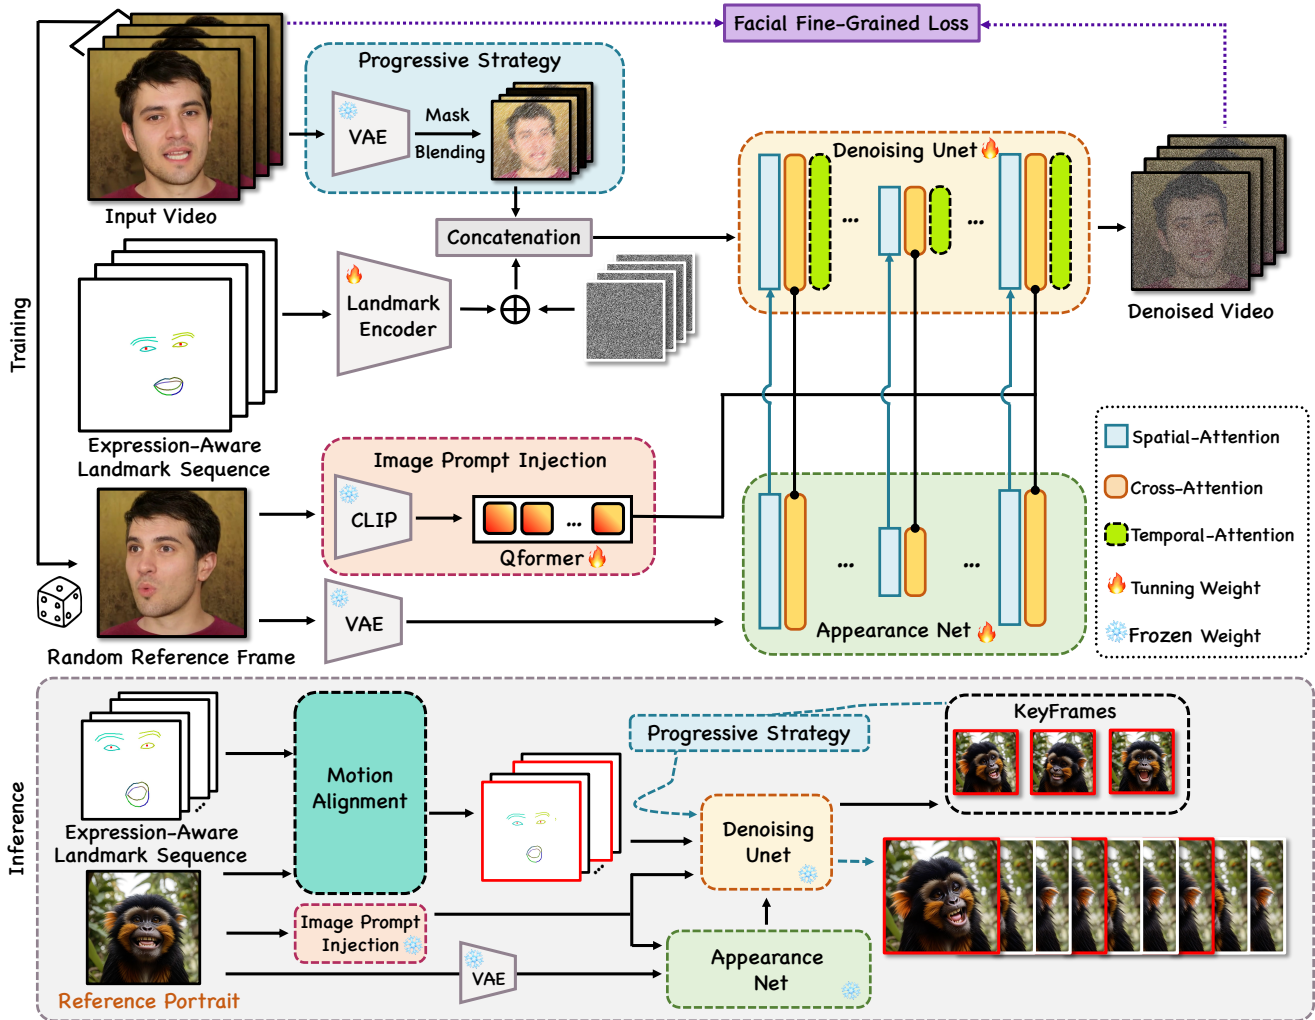 Facial Fine-Grained Loss
Progressive Strategy
VAE
Mask
Blending
Input Video
Denoising Unet
...
...
Concatenation
Training
Landmark
Encoder
Denoised Video
Expression-Aware
Landmark Sequence
Image Prompt Injection
CLIP
...
Qformer
Spatial-Attention
Cross-Attention
Temporal-Attention
Tunning Weight
Frozen Weight
VAE
...
...
Appearance Net
Random Reference Frame
Inference
Expression-Aware
Landmark Sequence
Motion
Alignment
Progressive Strategy
KeyFrames
Denoising
Unet
Image Prompt
Injection
VAE
Appearance
Net
Reference Portrait